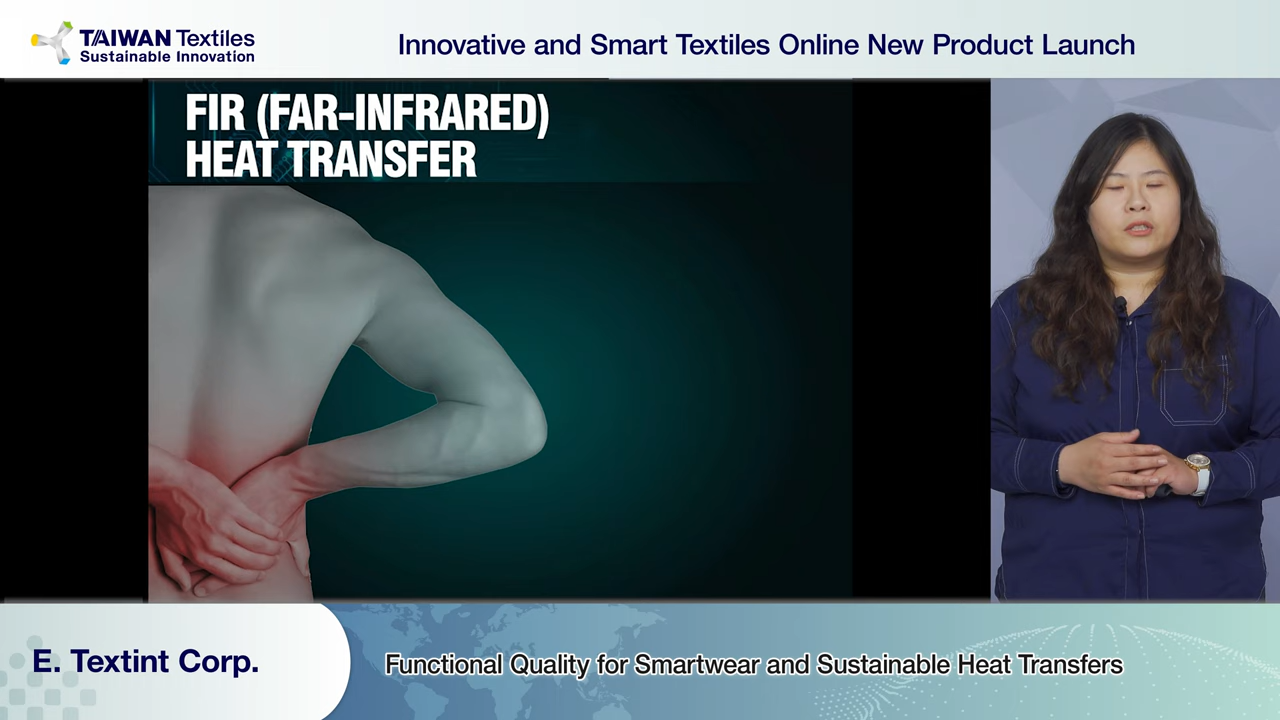 TAIWAN Textiles
Sustainable Innovation
Innovative and Smart Textiles Online New Product Launch
FIR (FAR-INFRARED)
HEAT TRANSFER
E. Textint Corp.
Functional Quality for Smartwear and Sustainable Heat Transfers